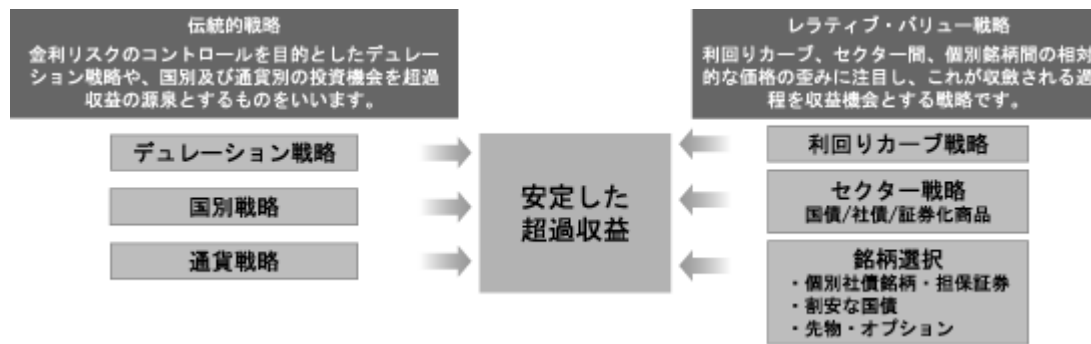 伝統的戦略
金利リスクのコントロールを目的としたデュレー
ション戦略や、国別及び通貨別の投資機会を超過
収益の源泉とするものをいいます。
デュレーション戦略
国別戦略
通貨戦略
安定した
超過収益
レラティブ・バリュー戦略
利回りカーブ、セクター間、個別銘柄間の相対
的な価格の歪みに注目し、これが収斂される過
程を収益機会とする戦略です。
利回りカーブ戦略
セクター戦略
国債/社債/証券化商品
銘柄選択
・個別社債銘柄・担保証券
・割安な国債
・先物・オプション